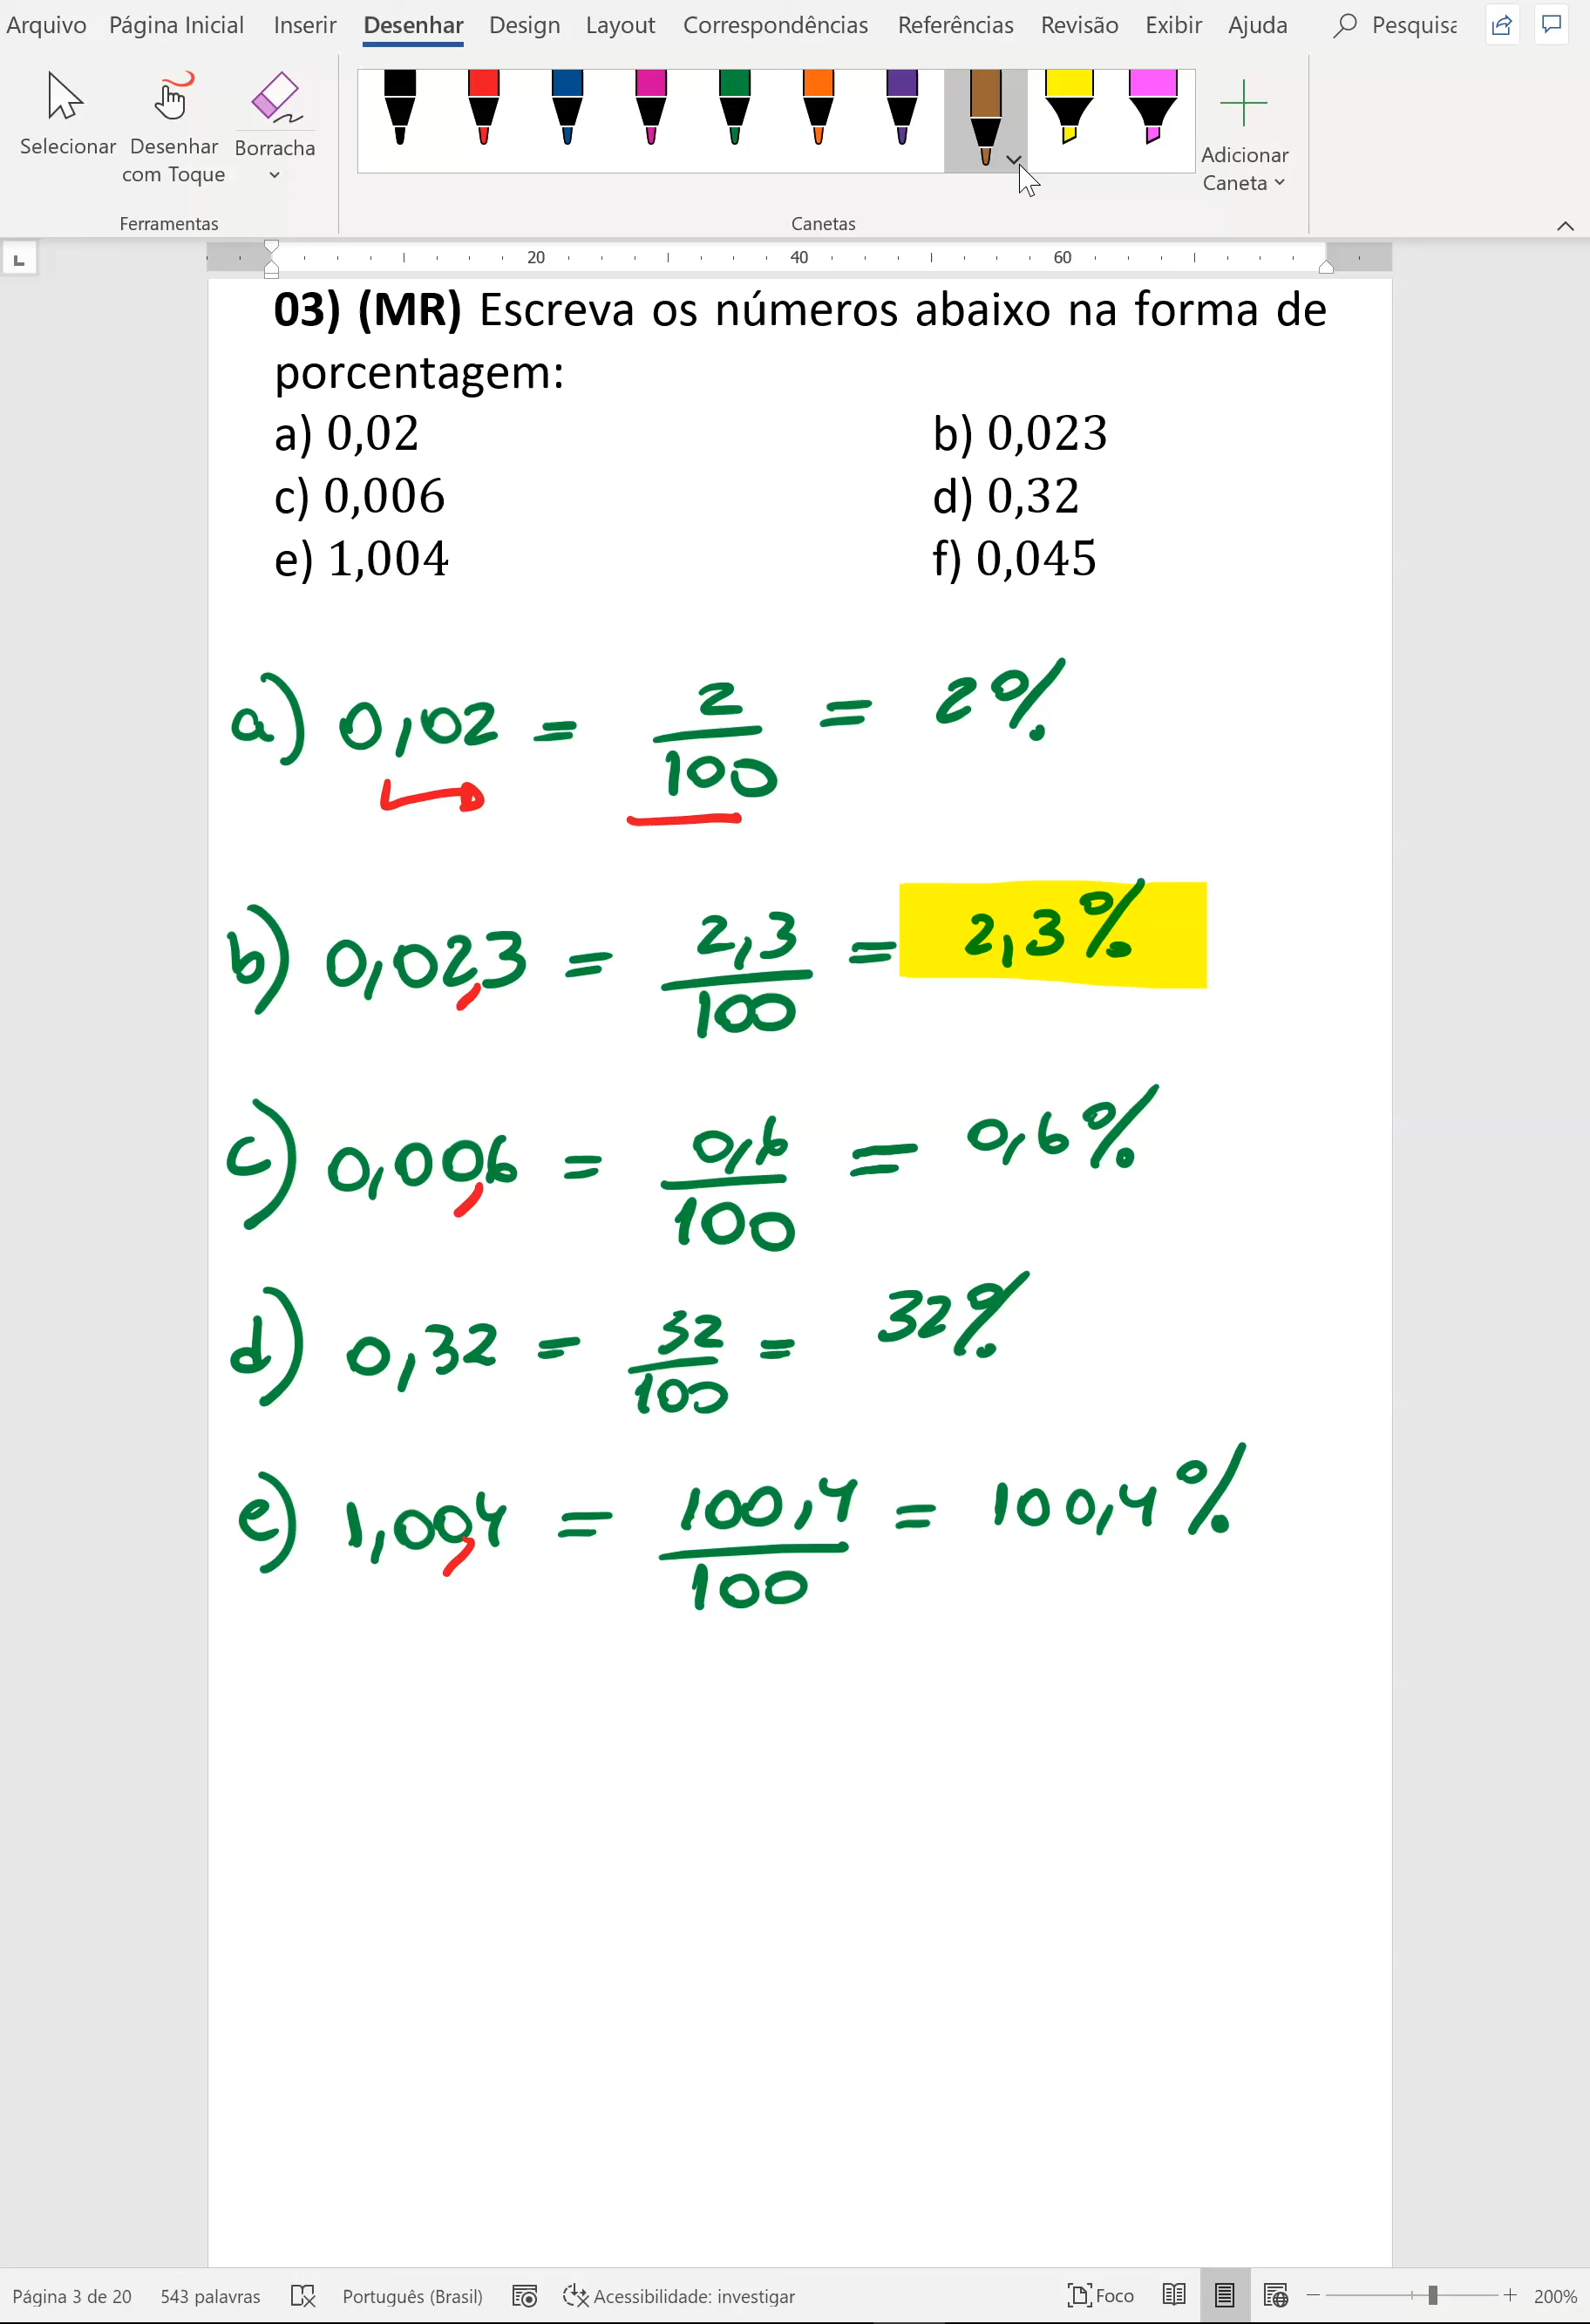 Arquivo Página Inicial Inserir Desenhar Design Layout Correspondências Referências Revisão Exibir Ajuda
Selecionar Desenhar com Toque Borracha
Adicionar Caneta
Ferramentas Canetas
20 40 60
03) (MR) Escreva os números abaixo na forma de
porcentagem:
a) 0,02 b) 0,023
c) 0,006 d) 0,32
e) 1,004 f) 0,045
a) 0,02 = 2/100 = 2%
b) 0,023 = 2,3/100 = 2,3%
c) 0,006 = 0,6/100 = 0,6%
d) 0,32 = 32/100 = 32%
e) 1,004 = 100,4/100 = 100,4%
Página 3 de 20 543 palavras Português (Brasil) Acessibilidade: investigar Foco 200%